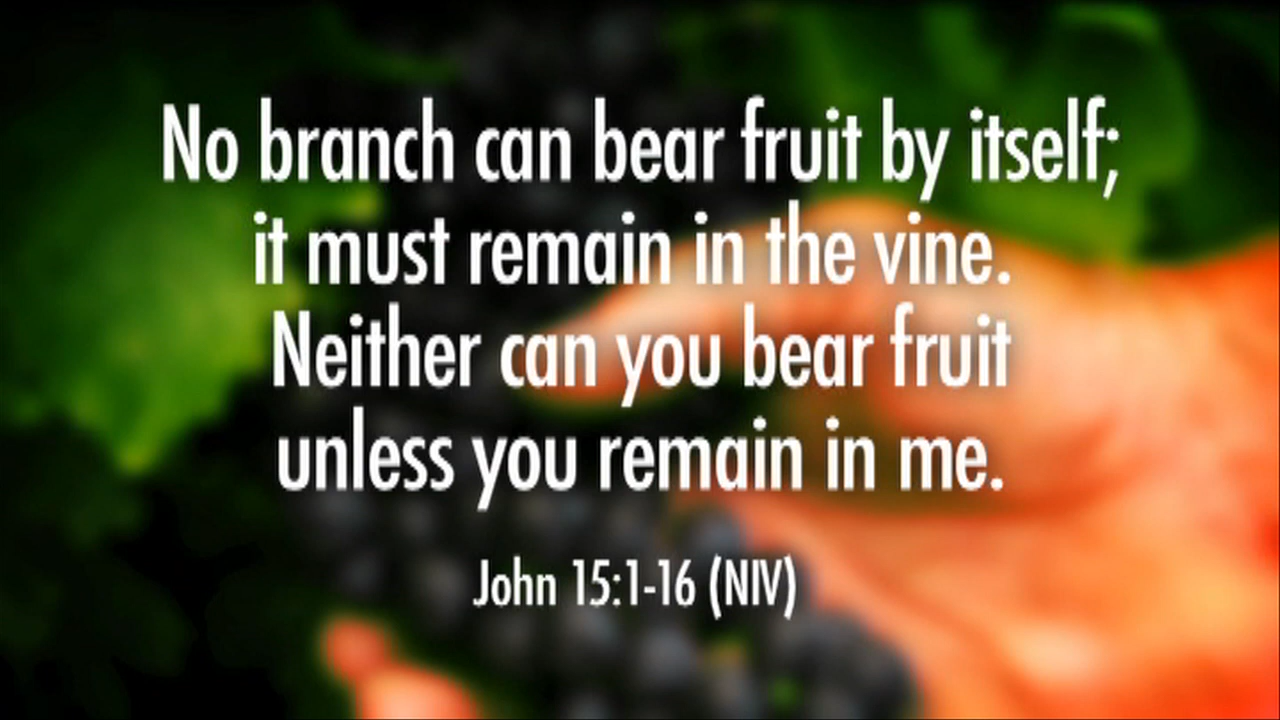 No branch can bear fruit by itself;
it must remain in the vine.
Neither can you bear fruit
unless you remain in me.
John 15:1-16 (NIV)